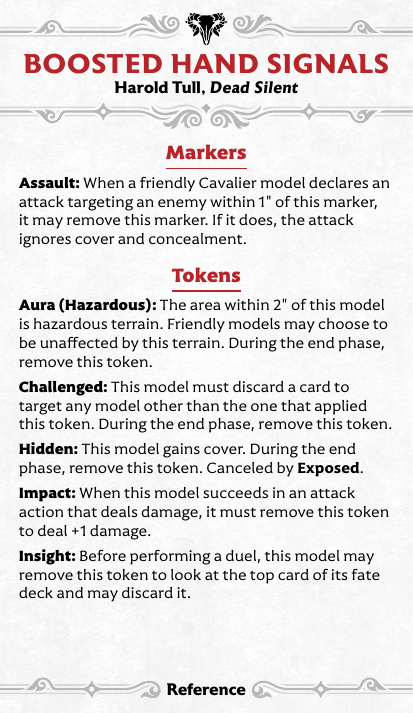 BOOSTED HAND SIGNALS
Harold Tull, Dead Silent
Markers
Assault: When a friendly Cavalier model declares an
attack targeting an enemy within 1" of this marker,
it may remove this marker. If it does, the attack
ignores cover and concealment.
Tokens
Aura (Hazardous): The area within 2" of this model
is hazardous terrain. Friendly models may choose to
be unaffected by this terrain. During the end phase,
remove this token.
Challenged: This model must discard a card to
target any model other than the one that applied
this token. During the end phase, remove this token.
Hidden: This model gains cover. During the end
phase, remove this token. Canceled by Exposed.
Impact: When this model succeeds in an attack
action that deals damage, it must remove this token
to deal +1 damage.
Insight: Before performing a duel, this model may
remove this token to look at the top card of its fate
deck and may discard it.
Reference